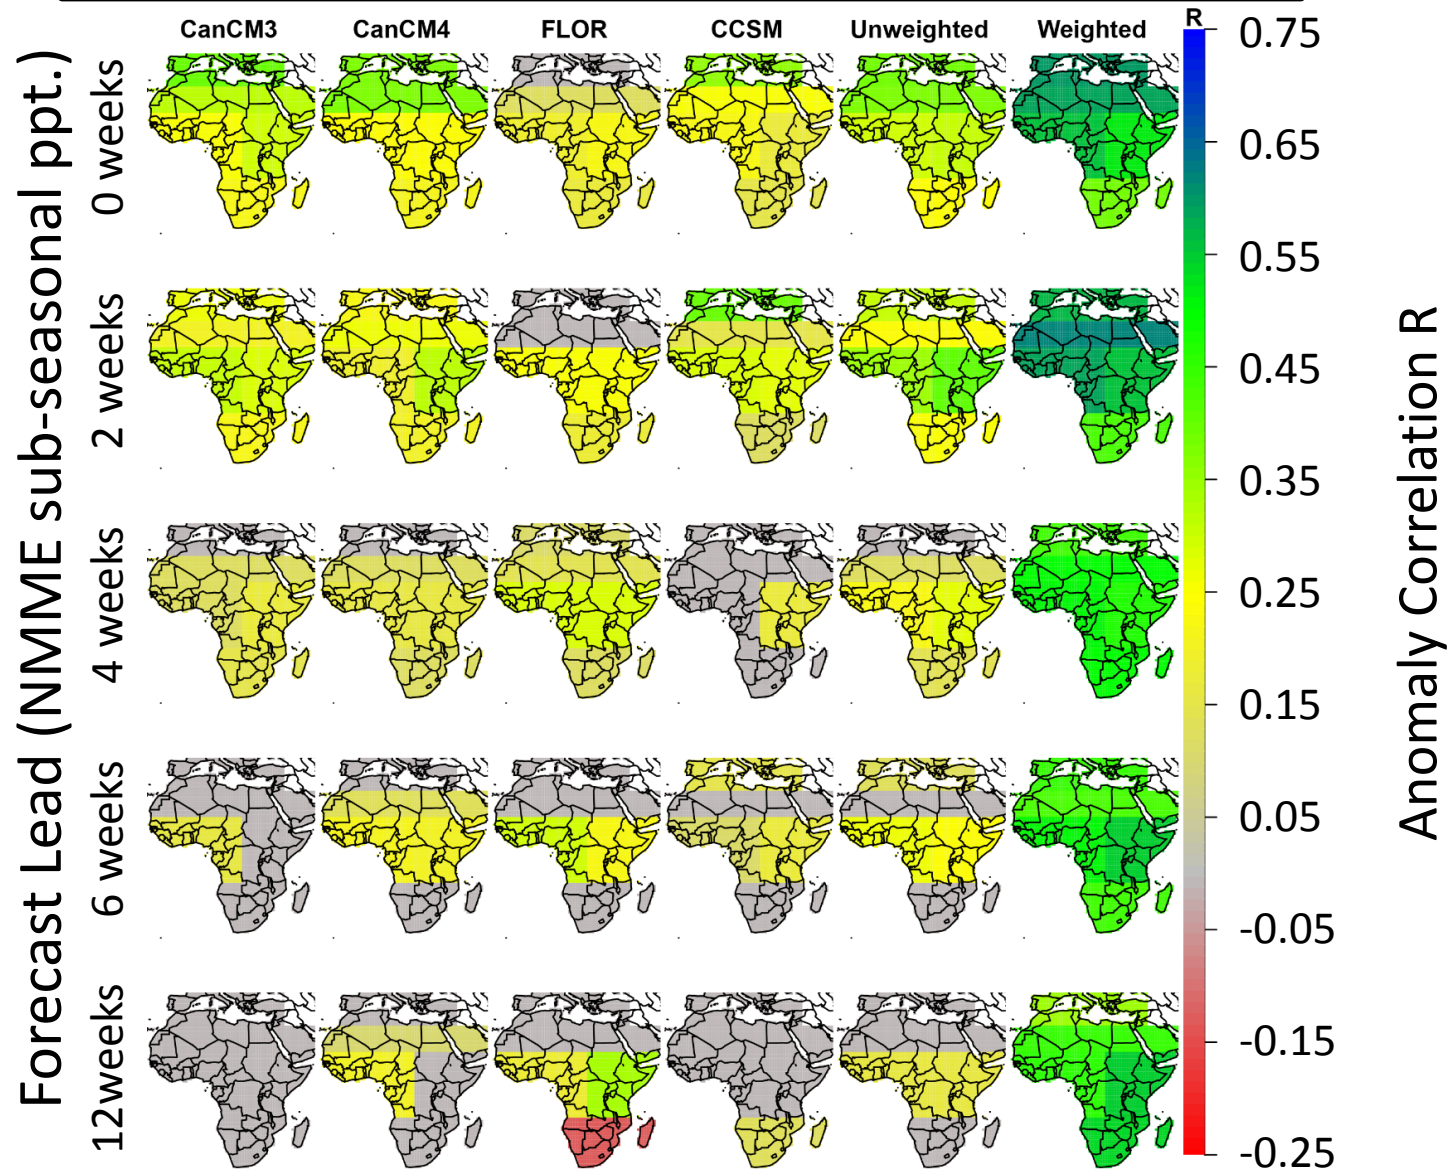 CanCM3 CanCM4 FLOR CCSM Unweighted Weighted R
Forecast Lead (NMME sub-seasonal ppt.)
0 weeks
2 weeks
4 weeks
6 weeks
12weeks
0.75
0.65
0.55
0.45
0.35
0.25
0.15
0.05
-0.05
-0.15
-0.25
Anomaly Correlation R